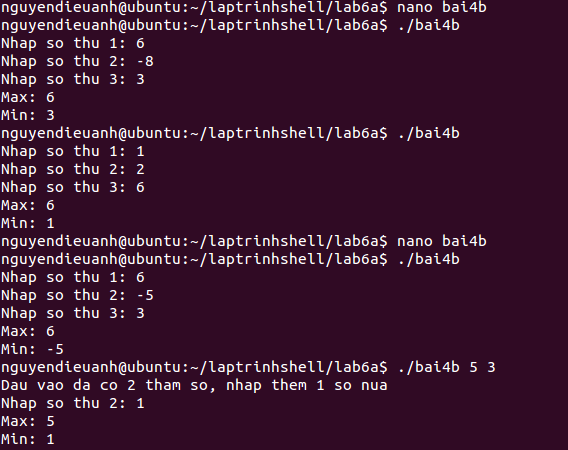 nguyendieuanh@ubuntu:~/laptrinhshell/lab6a$ nano bai4b
nguyendieuanh@ubuntu:~/laptrinhshell/lab6a$ ./bai4b
Nhap so thu 1: 6
Nhap so thu 2: -8
Nhap so thu 3: 3
Max: 6
Min: 3
nguyendieuanh@ubuntu:~/laptrinhshell/lab6a$ ./bai4b
Nhap so thu 1: 1
Nhap so thu 2: 2
Nhap so thu 3: 6
Max: 6
Min: 1
nguyendieuanh@ubuntu:~/laptrinhshell/lab6a$ nano bai4b
nguyendieuanh@ubuntu:~/laptrinhshell/lab6a$ ./bai4b
Nhap so thu 1: 6
Nhap so thu 2: -5
Nhap so thu 3: 3
Max: 6
Min: -5
nguyendieuanh@ubuntu:~/laptrinhshell/lab6a$ ./bai4b 5 3
Dau vao da co 2 tham so, nhap them 1 so nua
Nhap so thu 2: 1
Max: 5
Min: 1